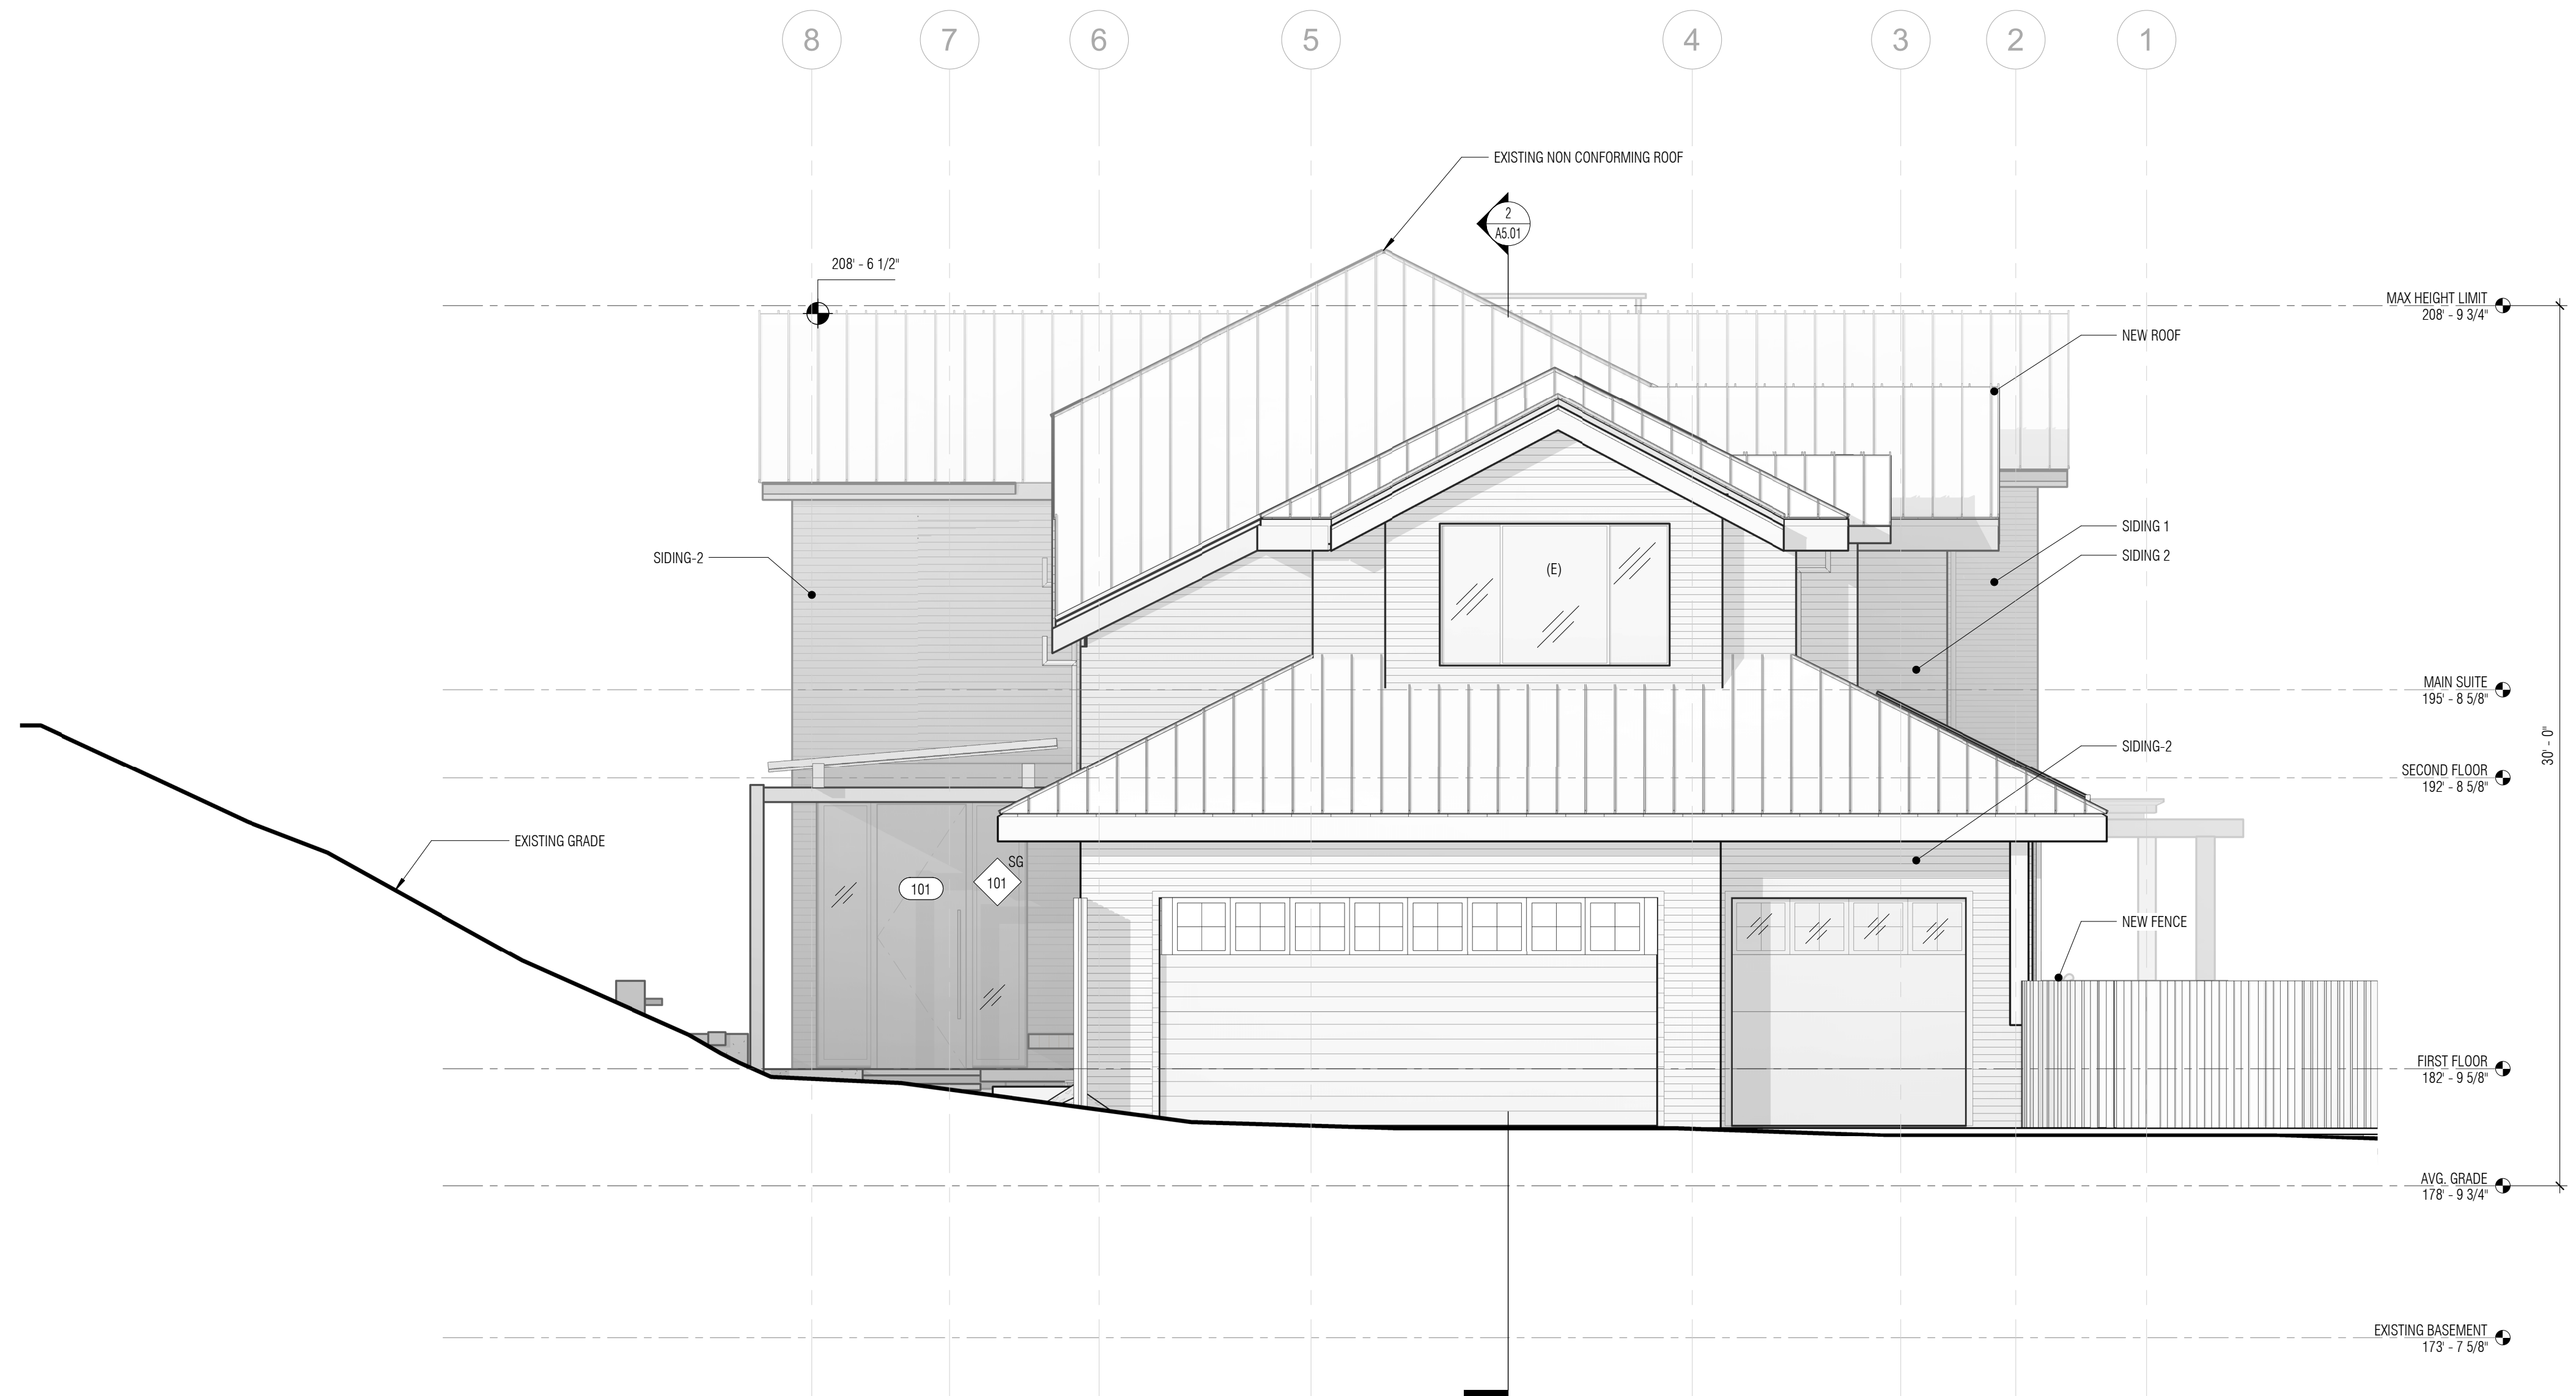 8 7 6 5 4 3 2 1
EXISTING NON CONFORMING ROOF
2
A5.01
208' - 6 1/2"
MAX HEIGHT LIMIT
208' - 9 3/4"
NEW ROOF
SIDING 1
SIDING 2
SIDING-2
(E)
MAIN SUITE
195' - 8 5/8"
30' - 0"
SIDING-2
SECOND FLOOR
192' - 8 5/8"
EXISTING GRADE
SG
101
101
NEW FENCE
FIRST FLOOR
182' - 9 5/8"
AVG. GRADE
178' - 9 3/4"
EXISTING BASEMENT
173' - 7 5/8"